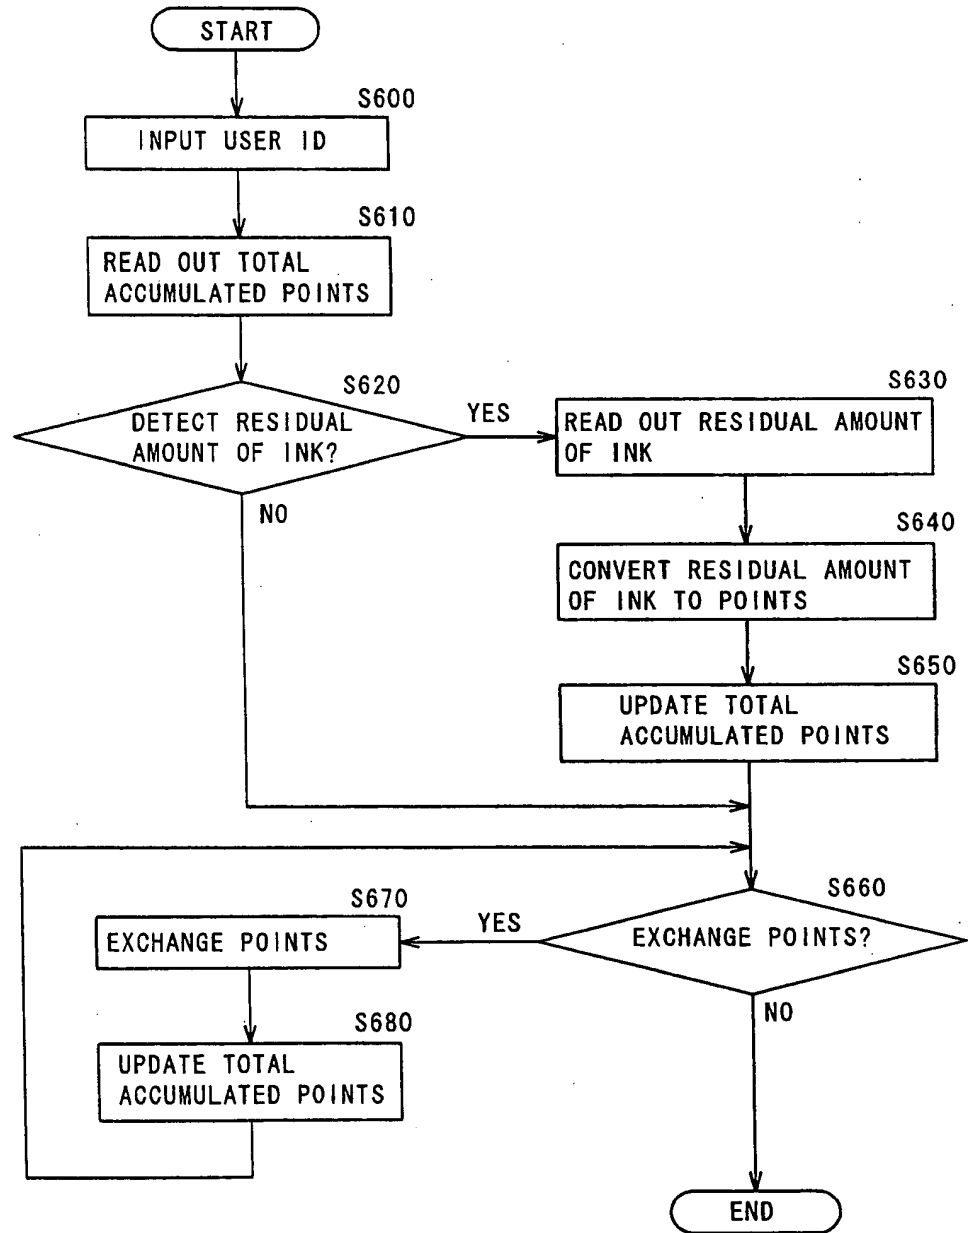 START
S600
INPUT USER ID
S610
READ OUT TOTAL
ACCUMULATED POINTS
S620
DETECT RESIDUAL
AMOUNT OF INK?
YES
NO
S630
READ OUT RESIDUAL AMOUNT
OF INK
S640
CONVERT RESIDUAL AMOUNT
OF INK TO POINTS
S650
UPDATE TOTAL
ACCUMULATED POINTS
S660
EXCHANGE POINTS?
YES
NO
S670
EXCHANGE POINTS
S680
UPDATE TOTAL
ACCUMULATED POINTS
END